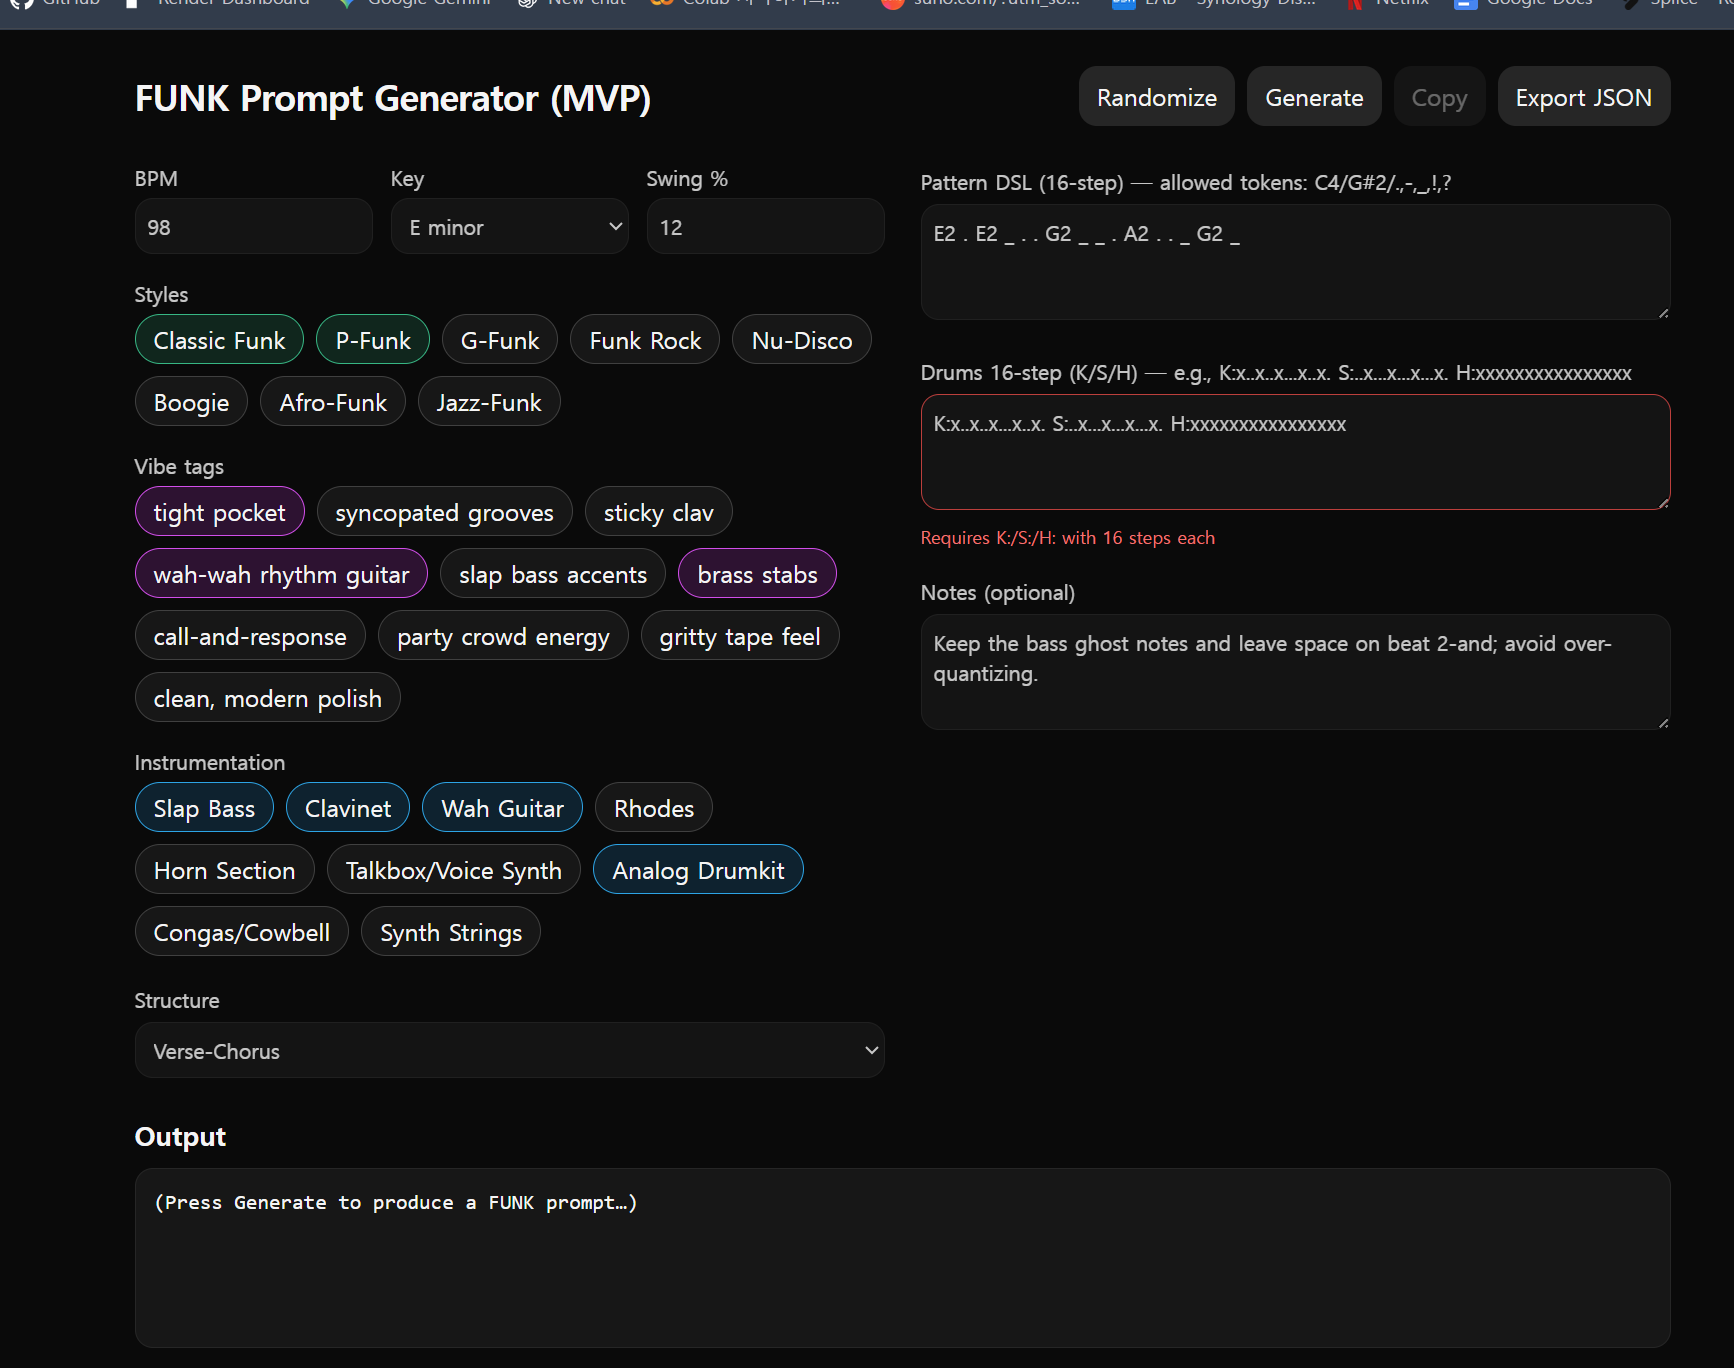 GitHub Render Dashboard Google Gemini New chat Colab suno.com/?utm_so... LAB Synology Dis... Netflix Google Docs Splice
FUNK Prompt Generator (MVP)
Randomize Generate Copy Export JSON
BPM Key Swing %
98 E minor 12
Styles
Classic Funk P-Funk G-Funk Funk Rock Nu-Disco
Boogie Afro-Funk Jazz-Funk
Vibe tags
tight pocket syncopated grooves sticky clav
wah-wah rhythm guitar slap bass accents brass stabs
call-and-response party crowd energy gritty tape feel
clean, modern polish
Instrumentation
Slap Bass Clavinet Wah Guitar Rhodes
Horn Section Talkbox/Voice Synth Analog Drumkit
Congas/Cowbell Synth Strings
Structure
Verse-Chorus
Pattern DSL (16-step) — allowed tokens: C4/G#2/.,-,_,!,?
E2 . E2 _ . . G2 _ _ . A2 . . _ G2 _
Drums 16-step (K/S/H) — e.g., K:x..x..x...x..x. S:..x...x...x...x. H:xxxxxxxxxxxxxxxx
K:x..x..x...x..x. S:..x...x...x...x. H:xxxxxxxxxxxxxxxx
Requires K:/S:/H: with 16 steps each
Notes (optional)
Keep the bass ghost notes and leave space on beat 2-and; avoid over-
quantizing.
Output
(Press Generate to produce a FUNK prompt…)